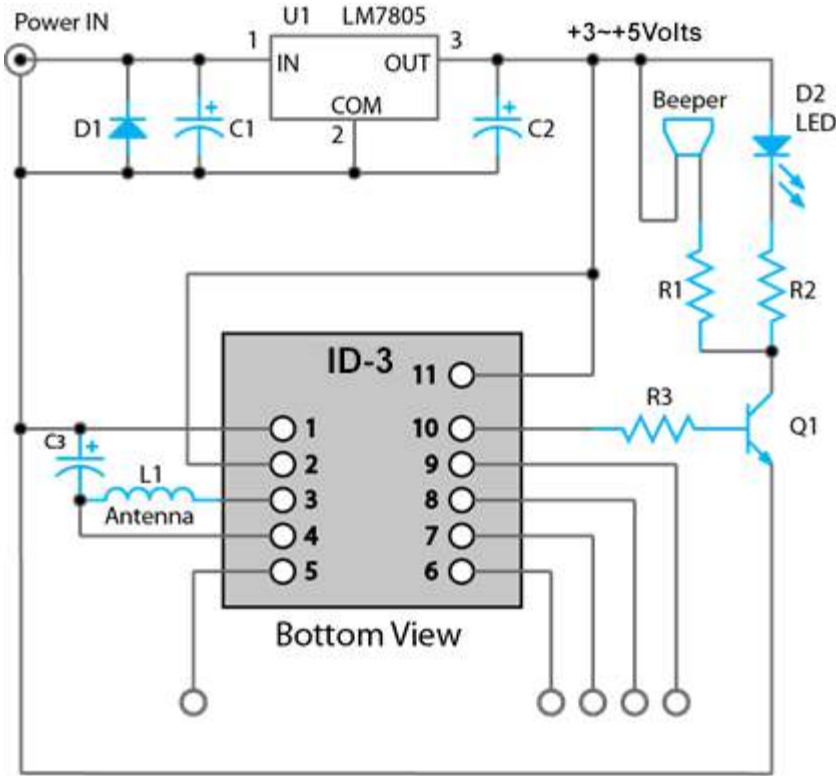 Power IN
U1 LM7805
1 IN OUT 3
COM
2
+3~+5Volts
D1
+
C1
+
C2
Beeper
D2
LED
R1
R2
ID-3
11
1 10
2 9
3 8
4 7
5 6
R3
Q1
C3
+
L1
Antenna
Bottom View